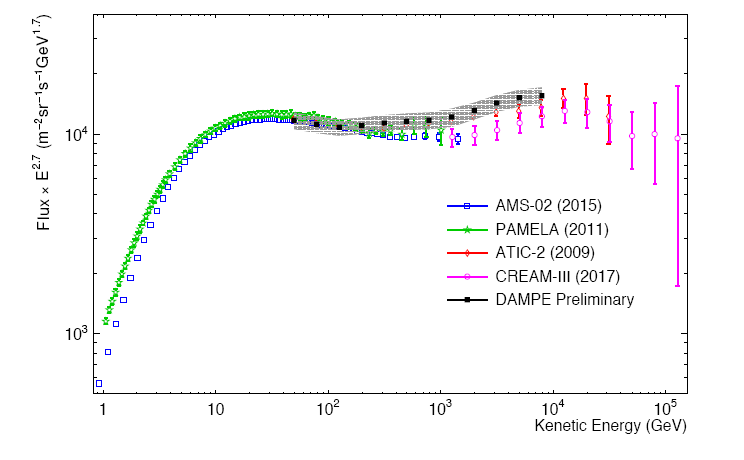 Flux × E^2.7 (m−2sr−1s−1GeV^1.7)
10^4
10^3
AMS-02 (2015)
PAMELA (2011)
ATIC-2 (2009)
CREAM-III (2017)
DAMPE Preliminary
1 10 10^2 10^3 10^4 10^5
Kenetic Energy (GeV)